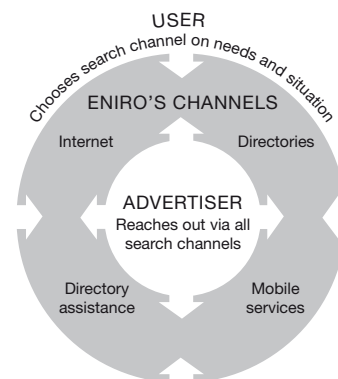 USER
Chooses search channel on needs and situation
ENIRO'S CHANNELS
Internet
Directories
ADVERTISER
Reaches out via all
search channels
Directory
assistance
Mobile
services